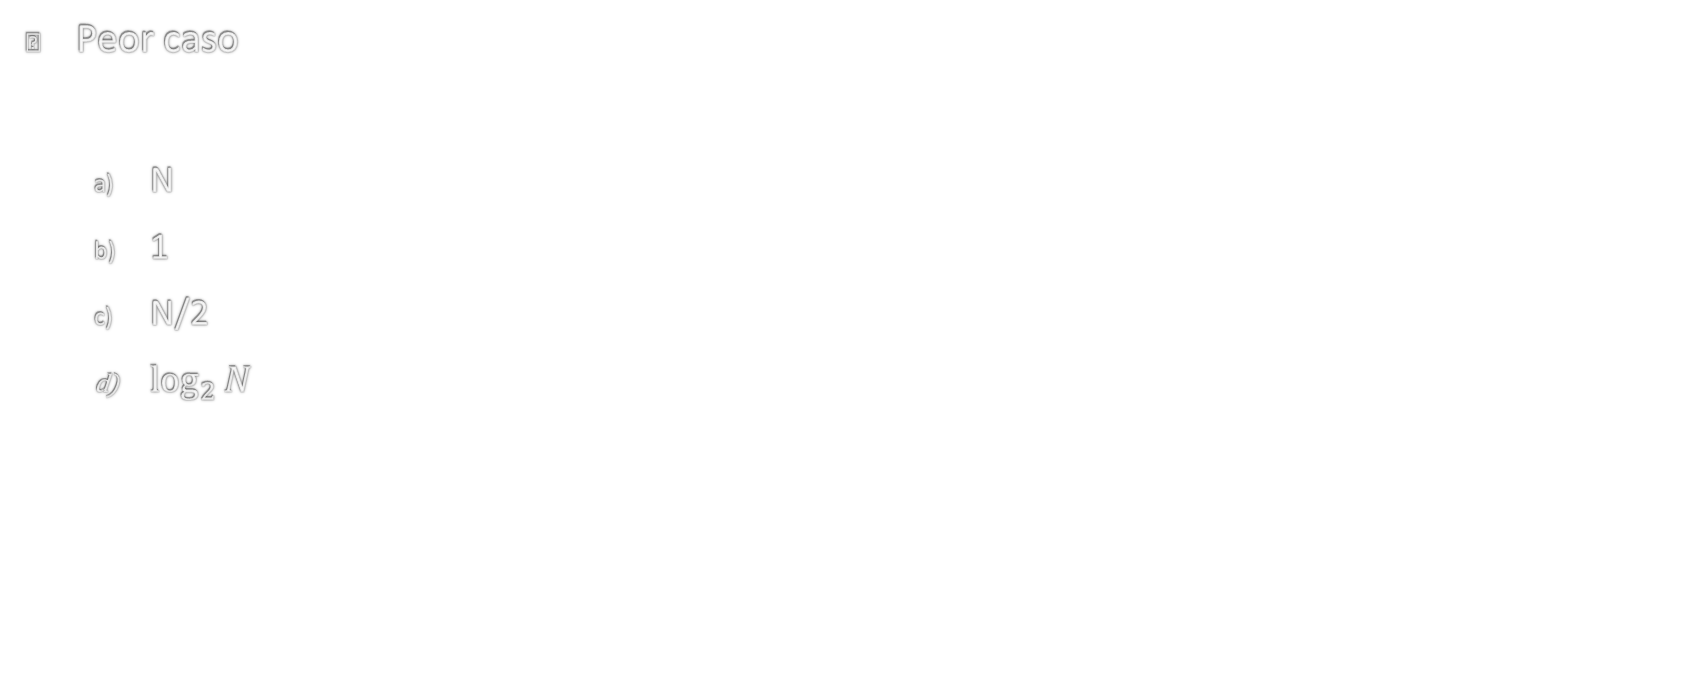 Peor caso
a) N
b) 1
c) N/2
d) log₂ N